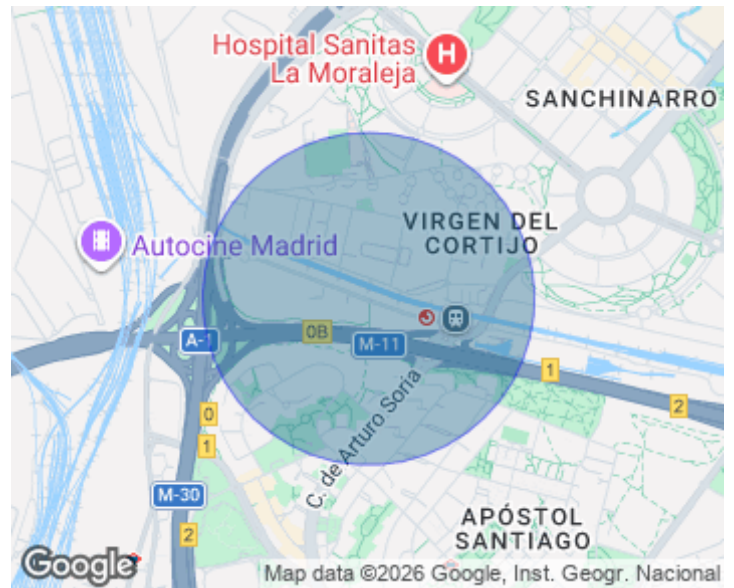 Hospital Sanitas
La Moraleja
H
SANCHINARRO
VIRGEN DEL
CORTIJO
Autocine Madrid
A-1
0B
M-11
1
2
C. de Arturo Soria
0
1
M-30
2
APÓSTOL
SANTIAGO
Google
Map data ©2026 Google, Inst. Geogr. Nacional